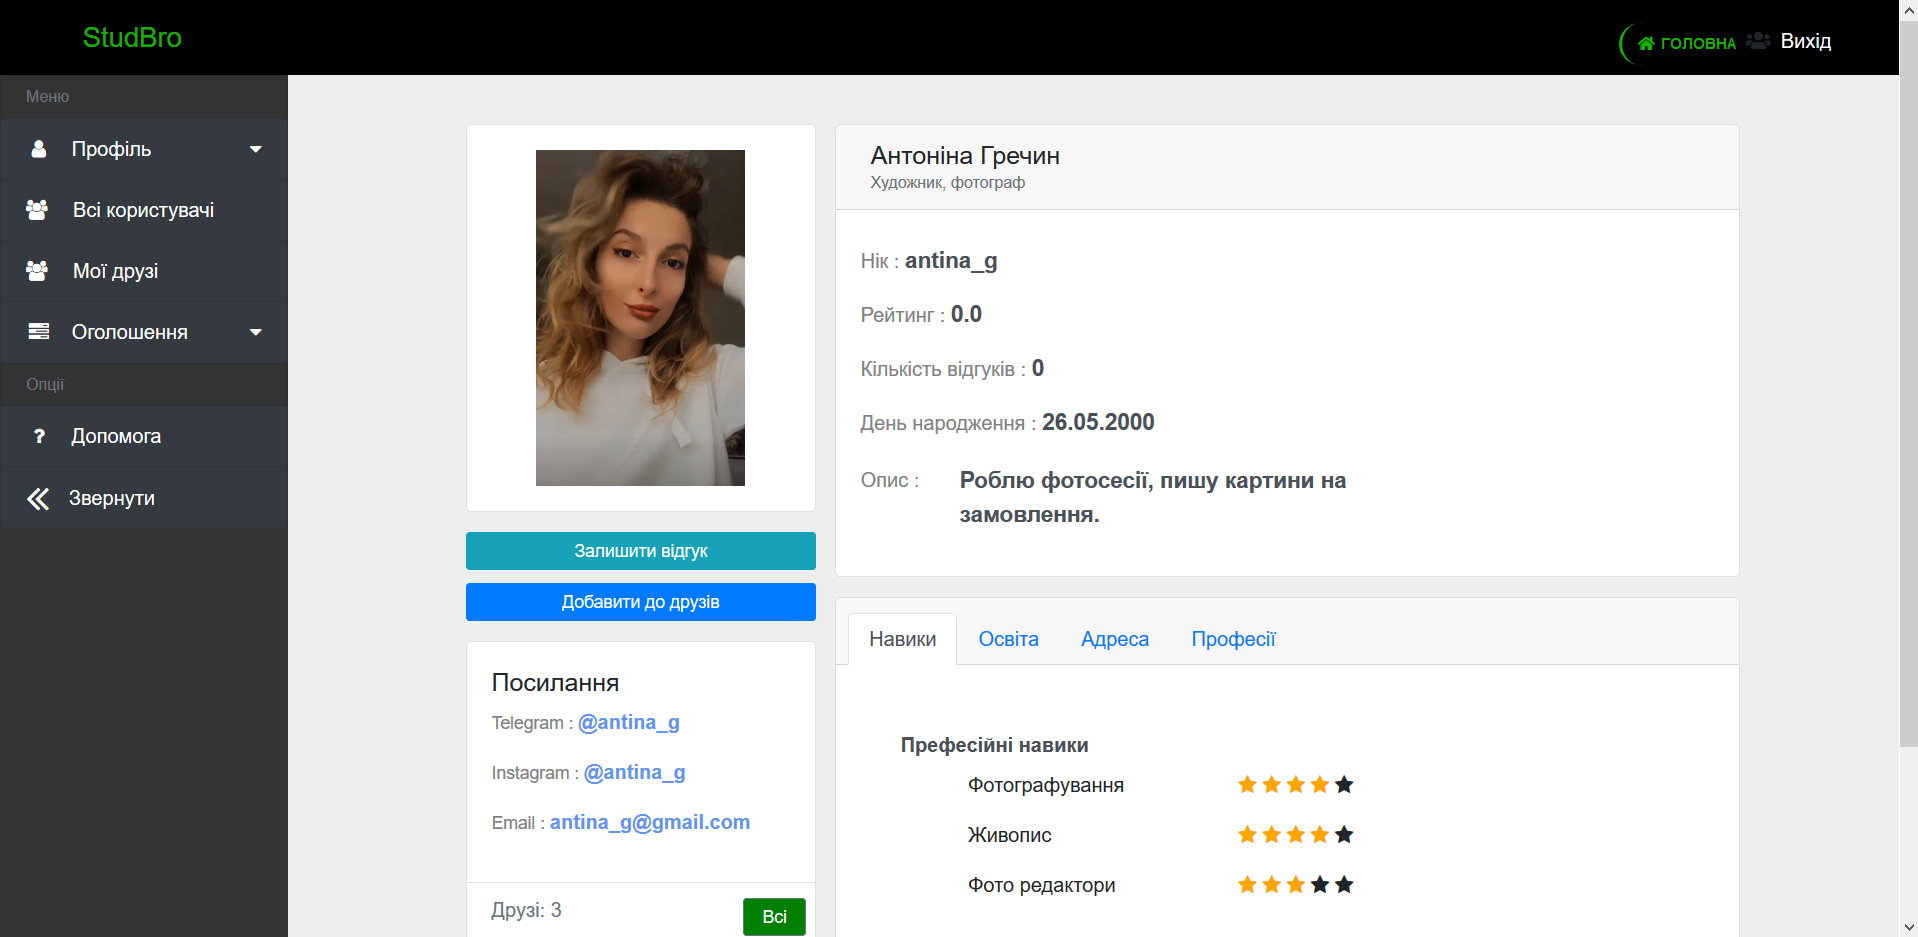 StudBro
ГОЛОВНА
Вихід
Меню
Профіль
Всі користувачі
Мої друзі
Оголошення
Опції
Допомога
Звернути
Залишити відгук
Добавити до друзів
Посилання
Telegram : @antina_g
Instagram : @antina_g
Email : antina_g@gmail.com
Друзі: 3
Всі
Антоніна Гречин
Художник, фотограф
Нік : antina_g
Рейтинг : 0.0
Кількість відгуків : 0
День народження : 26.05.2000
Опис : Роблю фотосесії, пишу картини на
замовлення.
Навики Освіта Адреса Професії
Префесійні навики
Фотографування
Живопис
Фото редактори